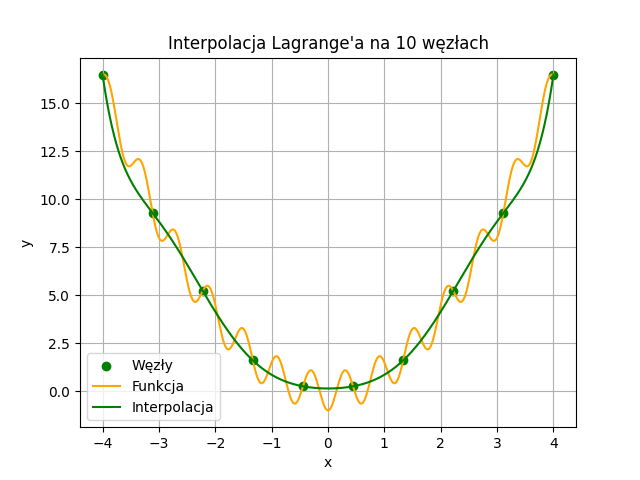 Interpolacja Lagrange'a na 10 węzłach
15.0
12.5
10.0
7.5
5.0
2.5
0.0
y
Węzły
Funkcja
Interpolacja
−4 −3 −2 −1 0 1 2 3 4
x